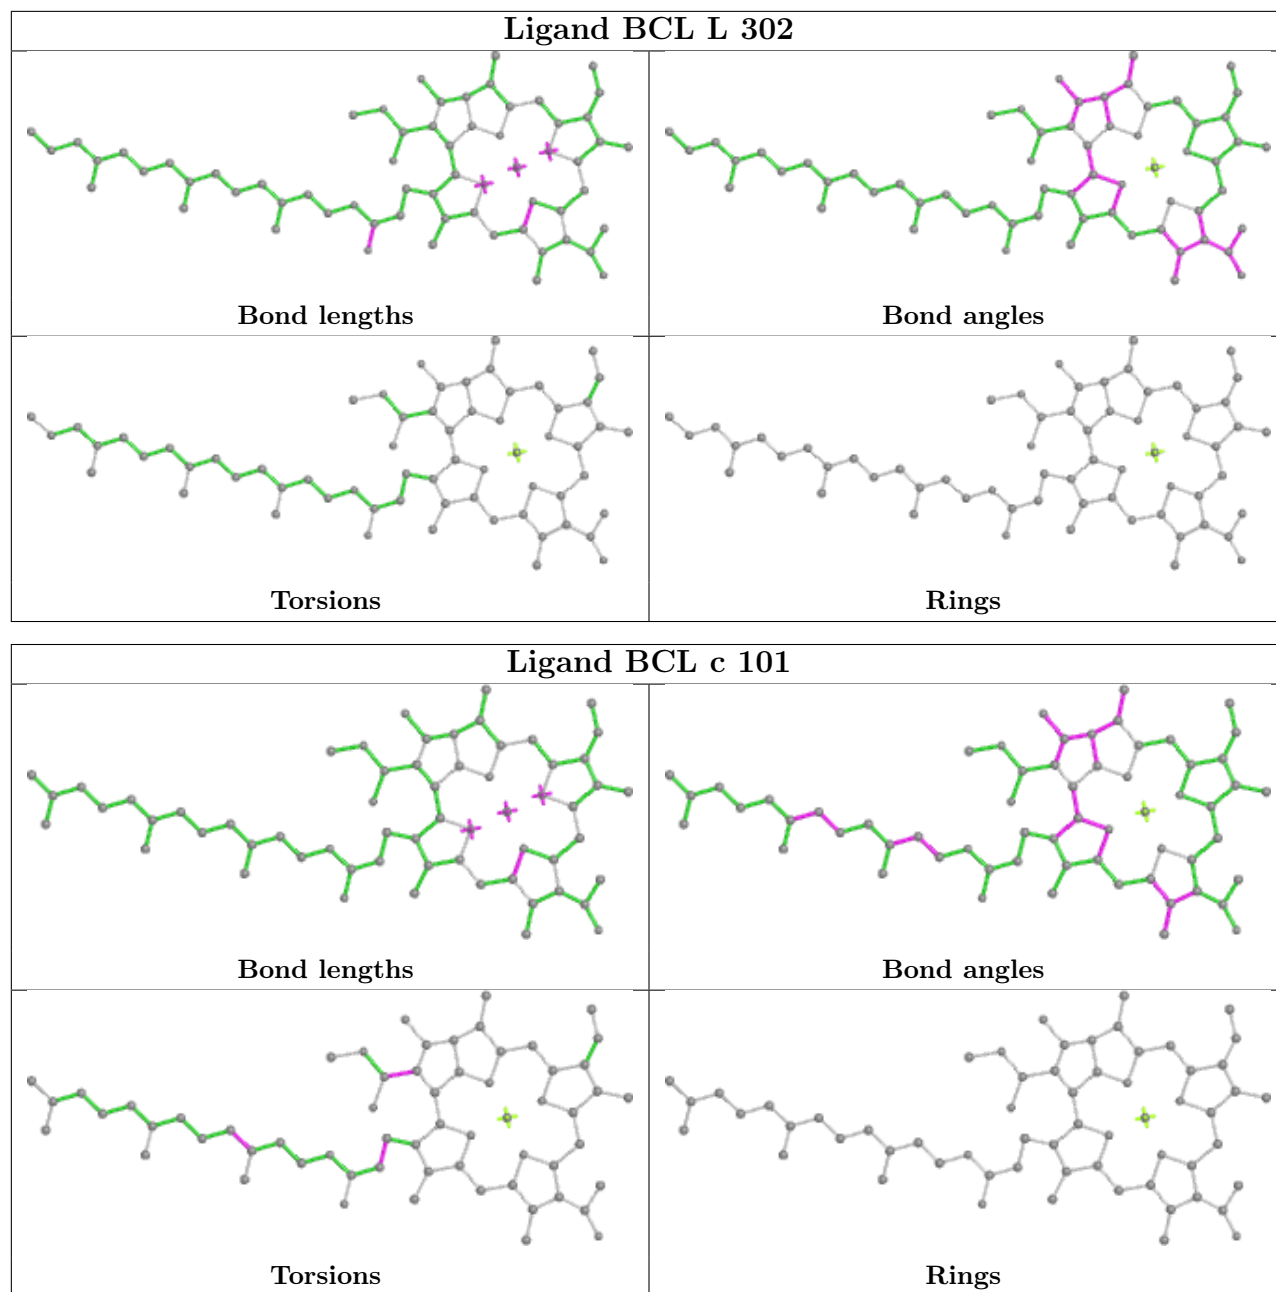 Ligand BCL L 302
Bond lengths
Bond angles
Torsions
Rings
Ligand BCL c 101
Bond lengths
Bond angles
Torsions
Rings